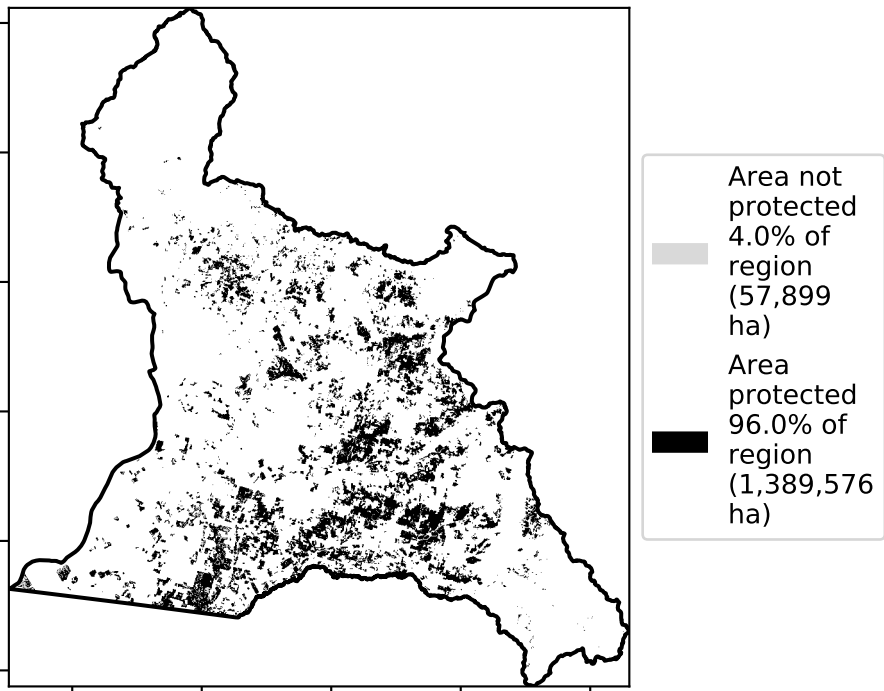 Area not
protected
4.0% of
region
(57,899
ha)
Area
protected
96.0% of
region
(1,389,576
ha)